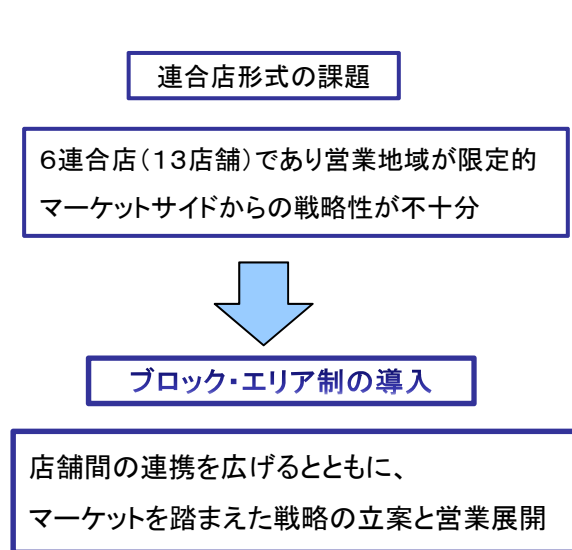 連合店形式の課題
6連合店(13店舗)であり営業地域が限定的
マーケットサイドからの戦略性が不十分
ブロック・エリア制の導入
店舗間の連携を広げるとともに、
マーケットを踏まえた戦略の立案と営業展開